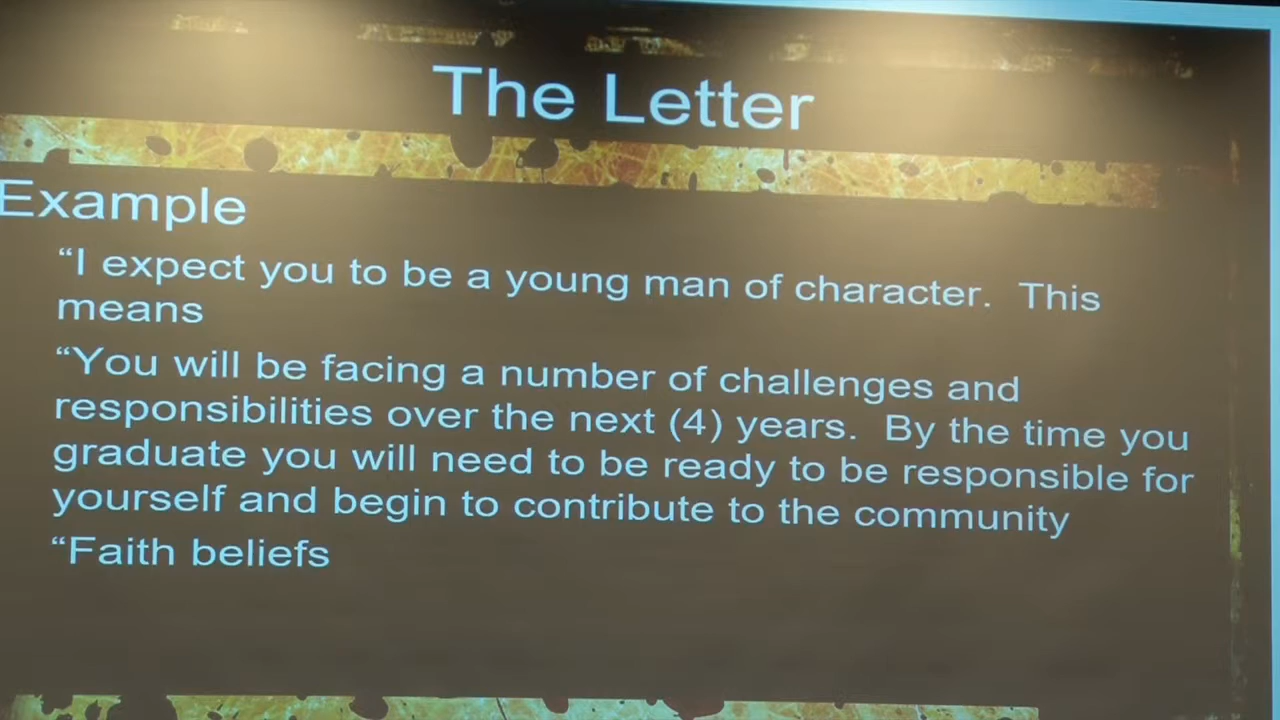 The Letter
Example
“I expect you to be a young man of character.  This
means
“You will be facing a number of challenges and
responsibilities over the next (4) years.  By the time you
graduate you will need to be ready to be responsible for
yourself and begin to contribute to the community
“Faith beliefs